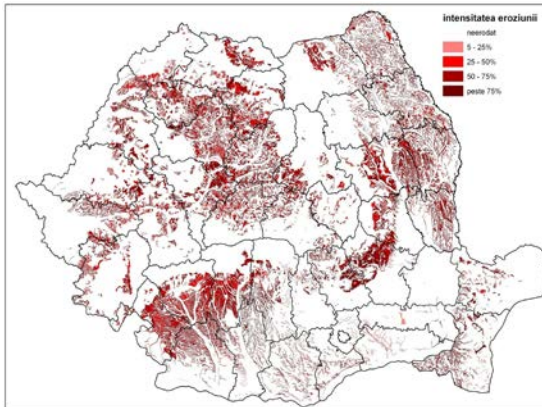 intensitatea eroziunii
neerodat
5 - 25%
25 - 50%
50 - 75%
peste 75%